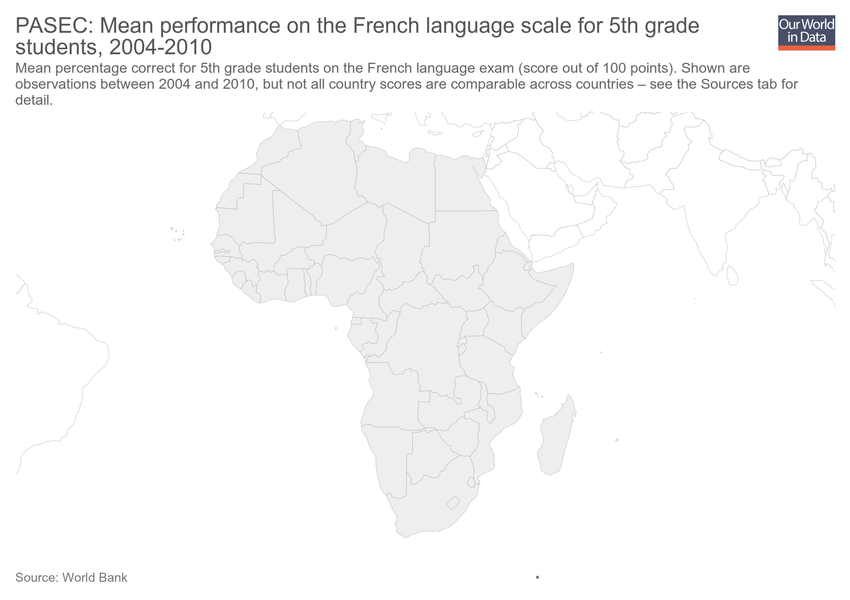 PASEC: Mean performance on the French language scale for 5th grade
students, 2004-2010
Our World
in Data
Mean percentage correct for 5th grade students on the French language exam (score out of 100 points). Shown are
observations between 2004 and 2010, but not all country scores are comparable across countries – see the Sources tab for
detail.
Source: World Bank